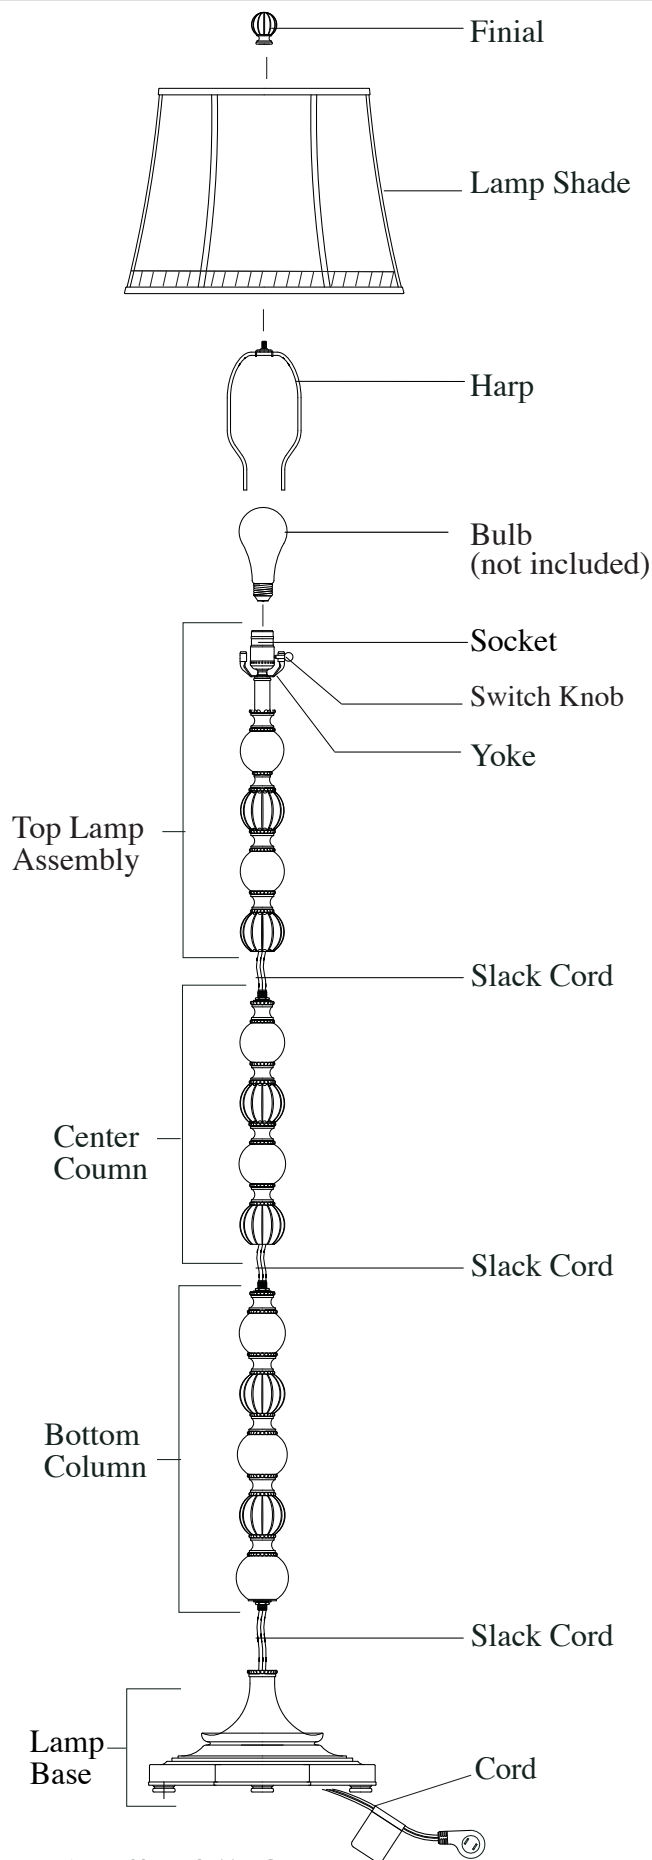 Finial
Lamp Shade
Harp
Bulb
(not included)
Socket
Switch Knob
Yoke
Top Lamp
Assembly
Slack Cord
Center
Coumn
Slack Cord
Bottom
Column
Slack Cord
Lamp
Base
Cord